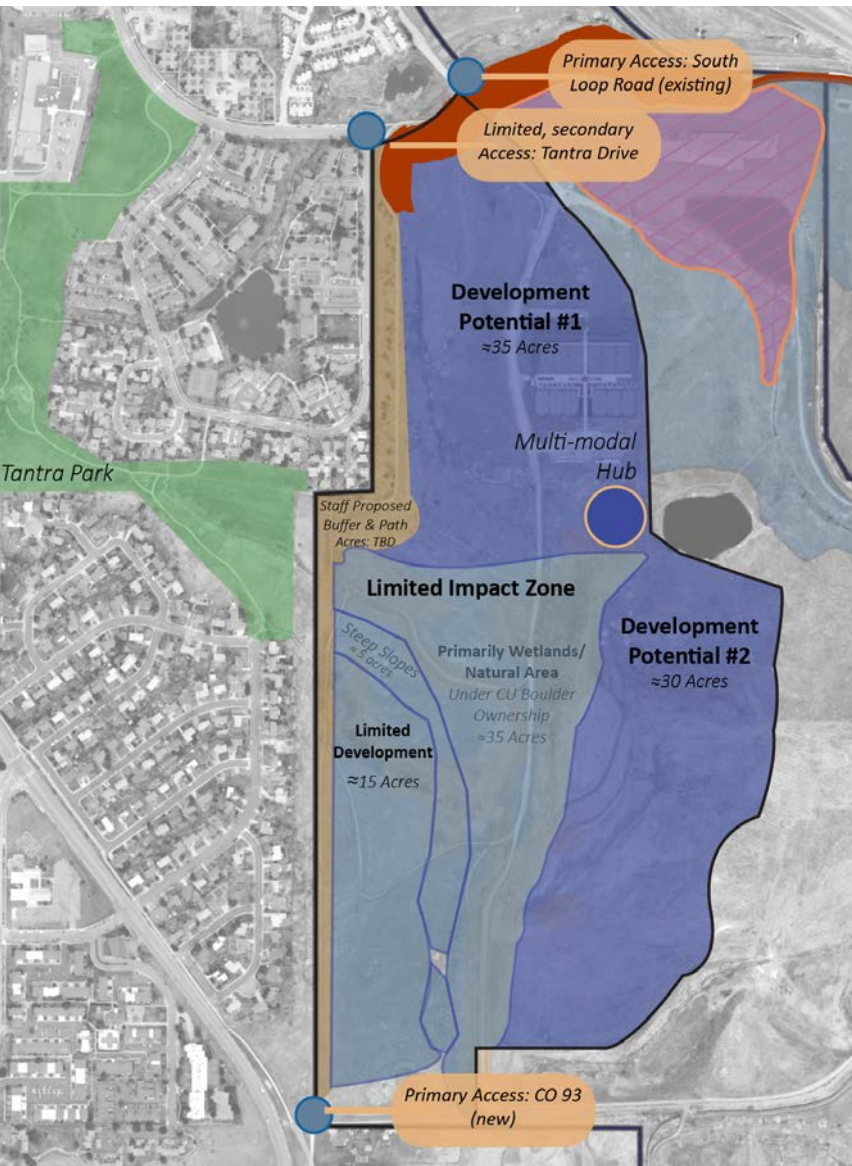 Primary Access: South
Loop Road (existing)
Limited, secondary
Access: Tantra Drive
Development
Potential #1
≈35 Acres
Multi-modal
Hub
Tantra Park
Staff Proposed
Buffer & Path
Acres: TBD
Limited Impact Zone
Steep Slopes
≈5 acres
Primarily Wetlands/
Natural Area
Under CU Boulder
Ownership
≈35 Acres
Development
Potential #2
≈30 Acres
Limited
Development
≈15 Acres
Primary Access: CO 93
(new)